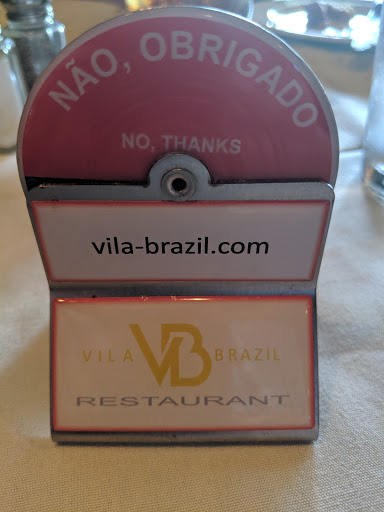 NÃO, OBRIGADO
NO, THANKS
vila-brazil.com
VILA VB BRAZIL
RESTAURANT